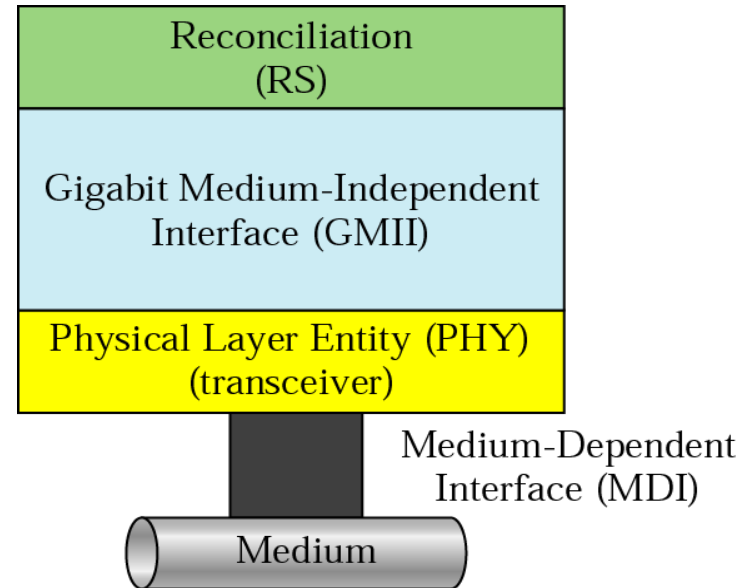 Reconciliation
(RS)
Gigabit Medium-Independent
Interface (GMII)
Physical Layer Entity (PHY)
(transceiver)
Medium-Dependent
Interface (MDI)
Medium